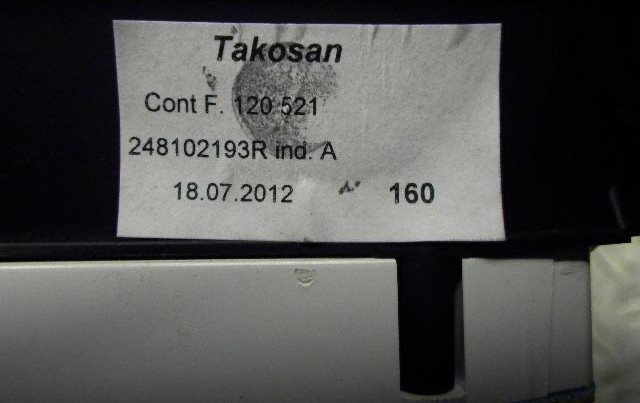 Takosan
Cont F. 120 521
248102193R ind. A
18.07.2012 160